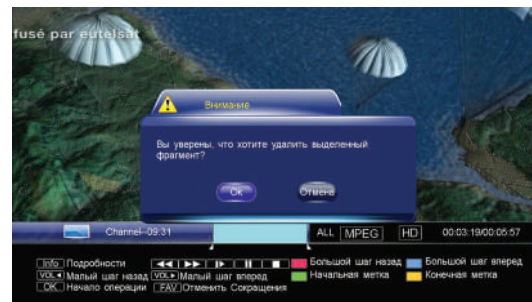 fusé par eutelsat
Внимание
Вы уверены, что хотите удалить выделенный
фрагмент?
Ок
Отмена
Channel-09:31 ALL MPEG HD 00:03:19/00:05:57
Info Подробности Большой шаг назад Большой шаг вперед
VOL◄ Малый шаг назад VOL► Малый шаг вперед Начальная метка Конечная метка
OK Начало операции FAV Отменить Сокращения